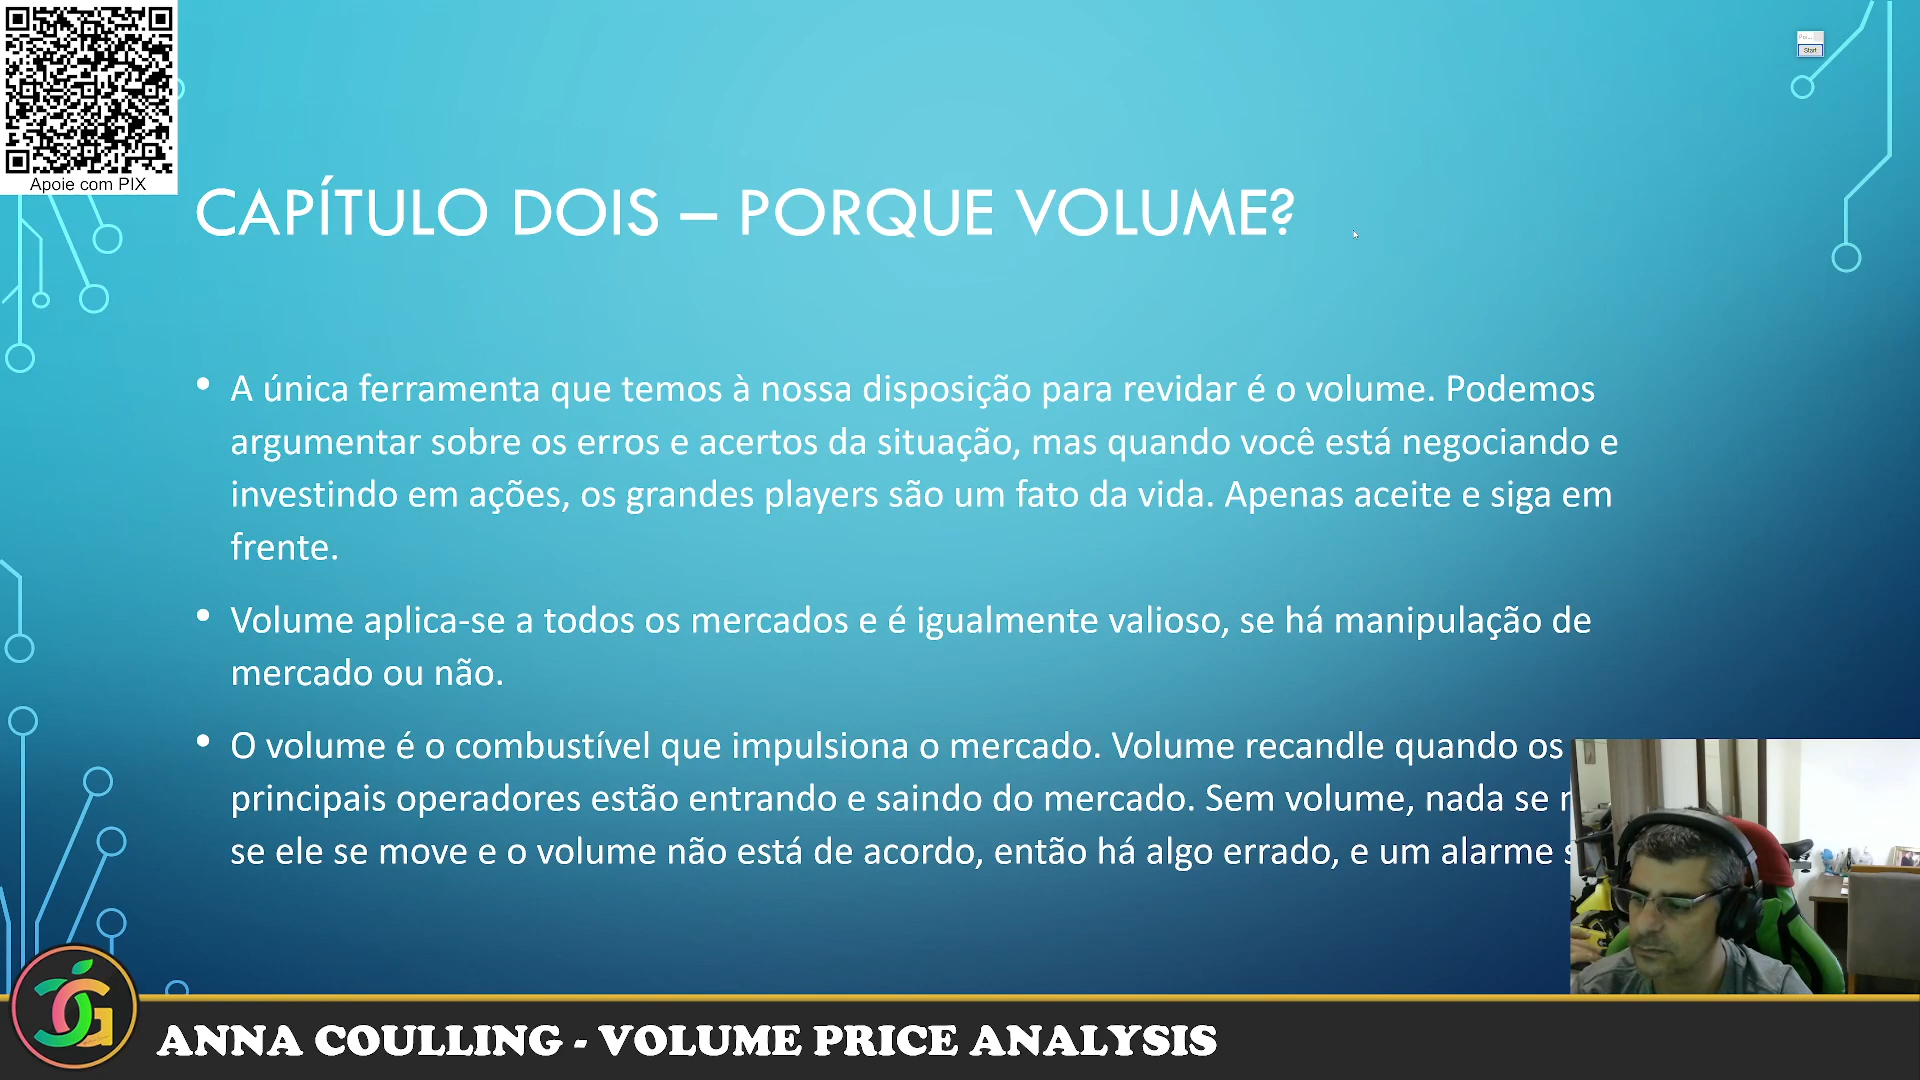 Apoie com PIX
Start
CAPÍTULO DOIS – PORQUE VOLUME?
• A única ferramenta que temos à nossa disposição para revidar é o volume. Podemos
argumentar sobre os erros e acertos da situação, mas quando você está negociando e
investindo em ações, os grandes players são um fato da vida. Apenas aceite e siga em
frente.
• Volume aplica-se a todos os mercados e é igualmente valioso, se há manipulação de
mercado ou não.
• O volume é o combustível que impulsiona o mercado. Volume recandle quando os
principais operadores estão entrando e saindo do mercado. Sem volume, nada se
se ele se move e o volume não está de acordo, então há algo errado, e um alarme
ANNA COULLING - VOLUME PRICE ANALYSIS